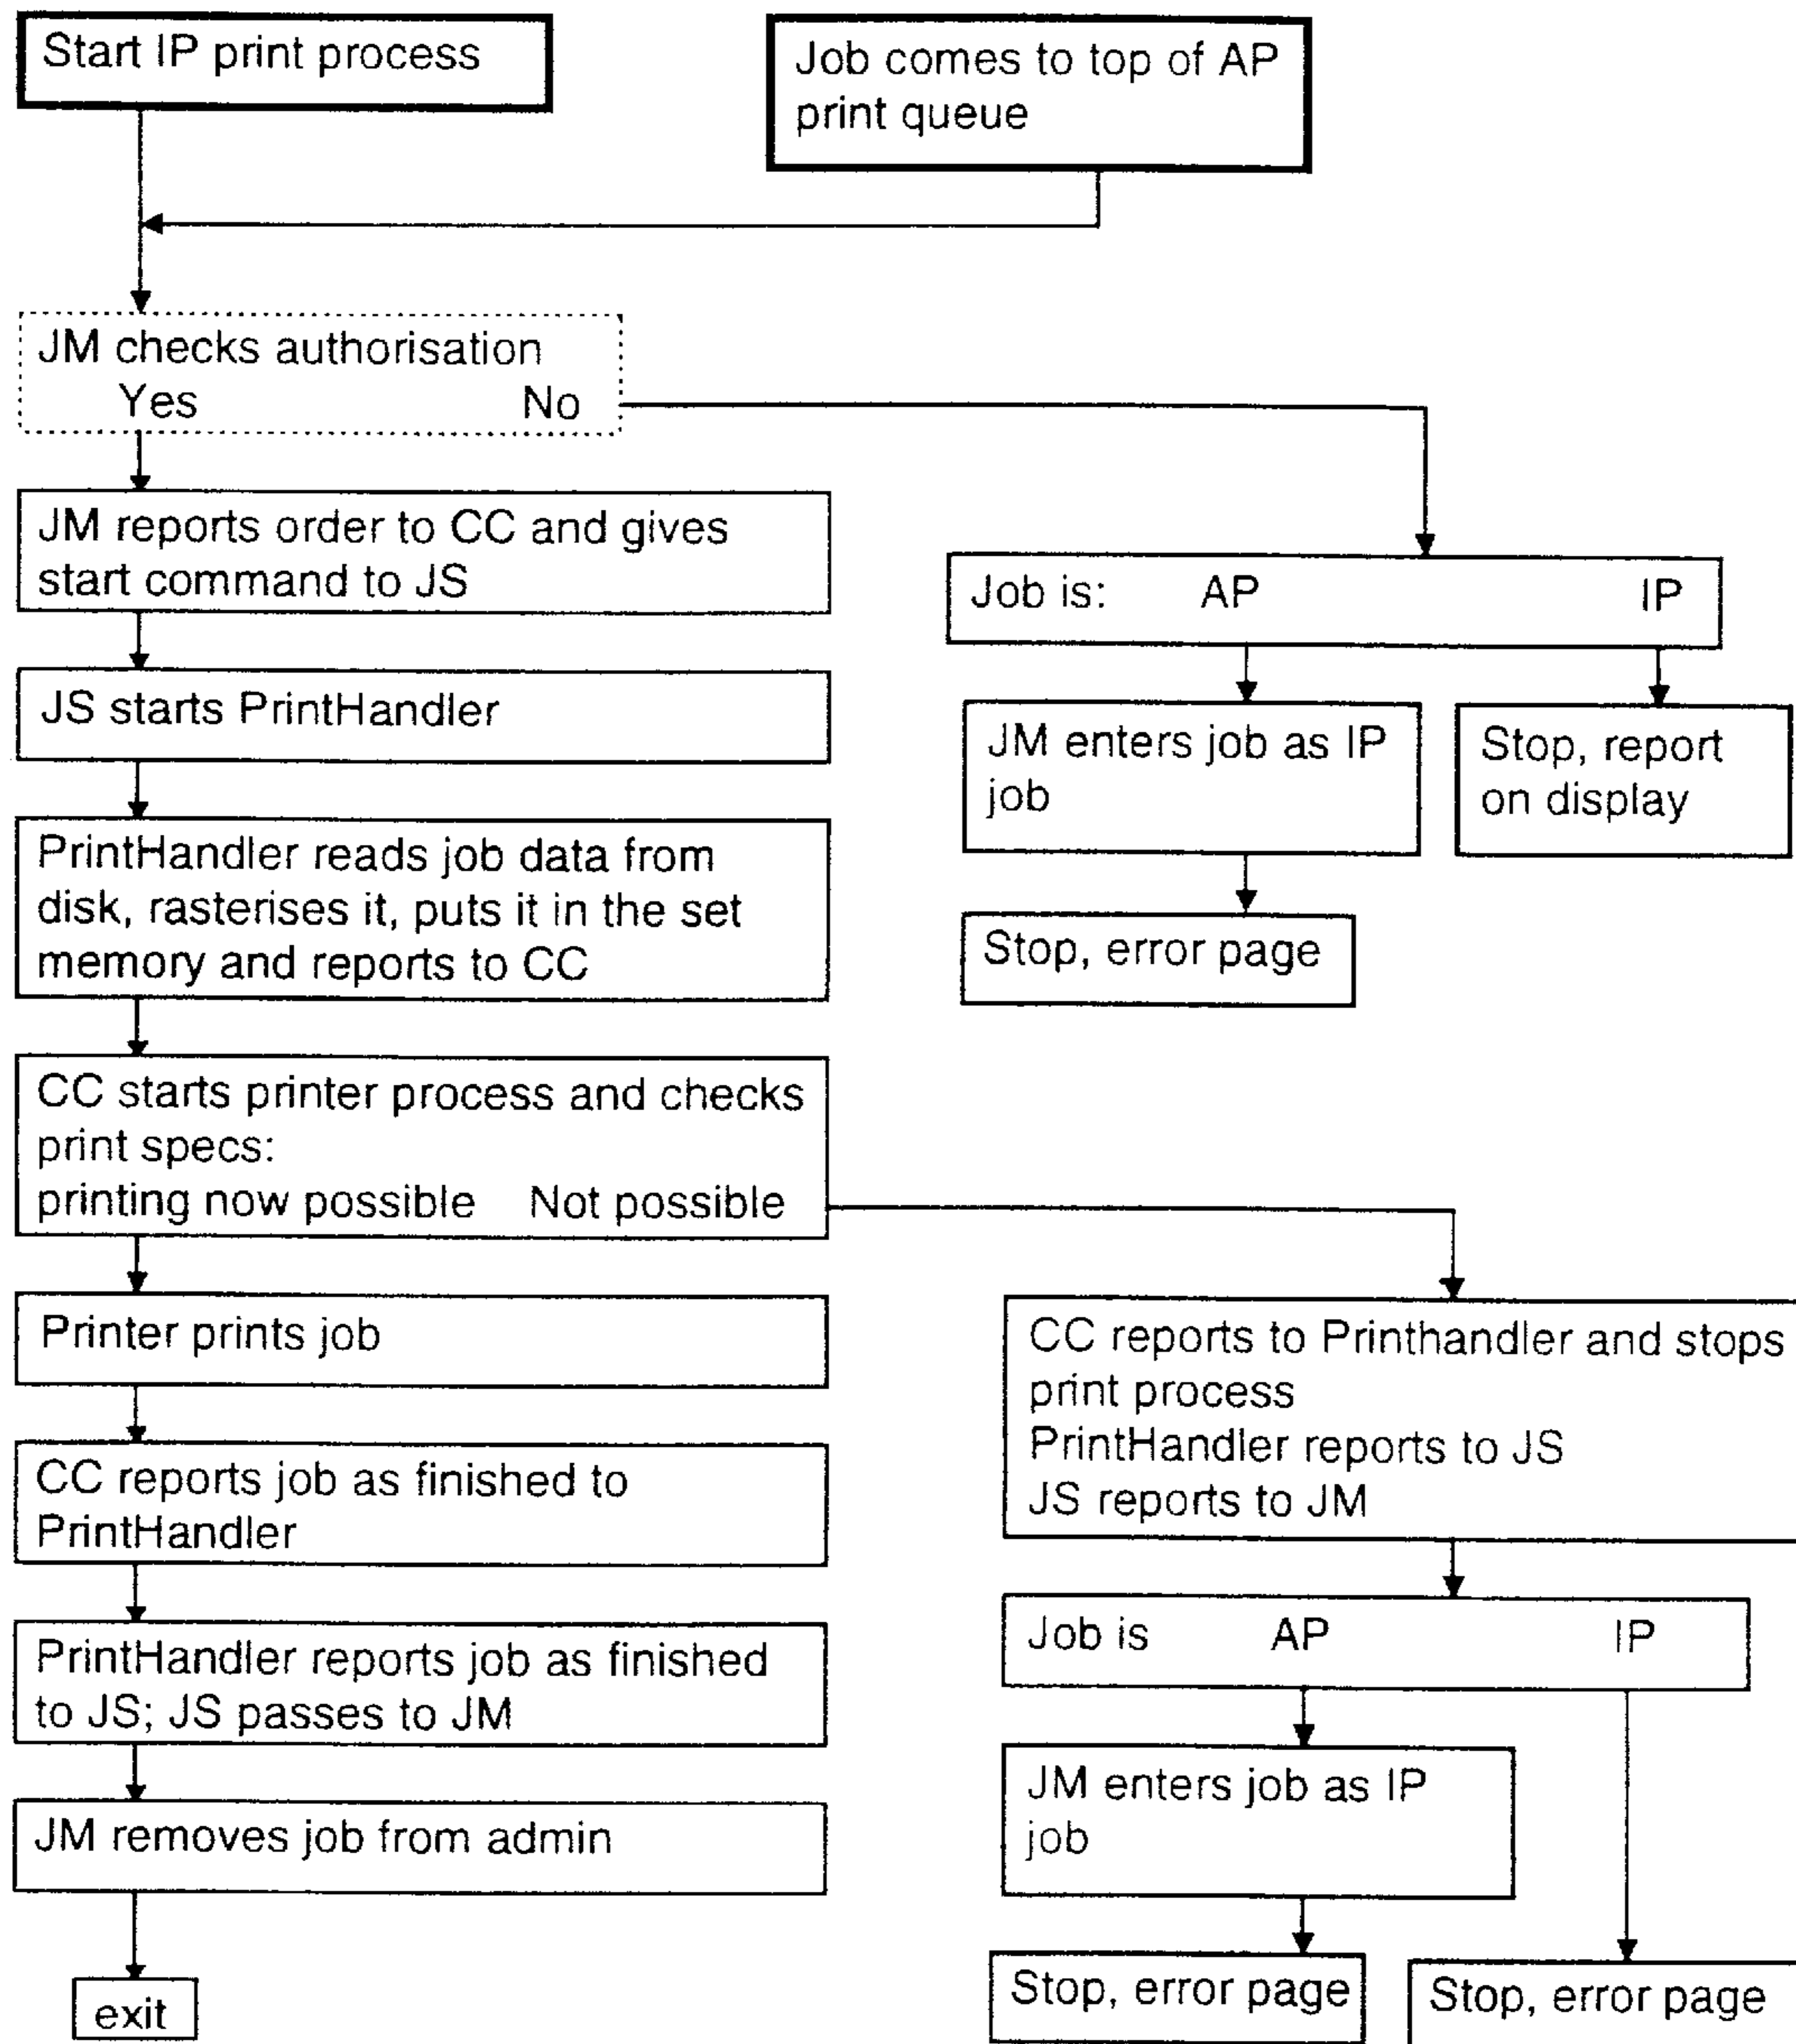 Start IP print process
Job comes to top of AP
print queue
JM checks authorisation
Yes No
JM reports order to CC and gives
start command to JS
Job is: AP IP
JS starts PrintHandler
JM enters job as IP
job
Stop, report
on display
PrintHandler reads job data from
disk, rasterises it, puts it in the set
memory and reports to CC
Stop, error page
CC starts printer process and checks
print specs:
printing now possible Not possible
Printer prints job
CC reports to Printhandler and stops
print process
PrintHandler reports to JS
JS reports to JM
CC reports job as finished to
PrintHandler
Job is AP IP
PrintHandler reports job as finished
to JS; JS passes to JM
JM enters job as IP
job
JM removes job from admin
exit
Stop, error page
Stop, error page